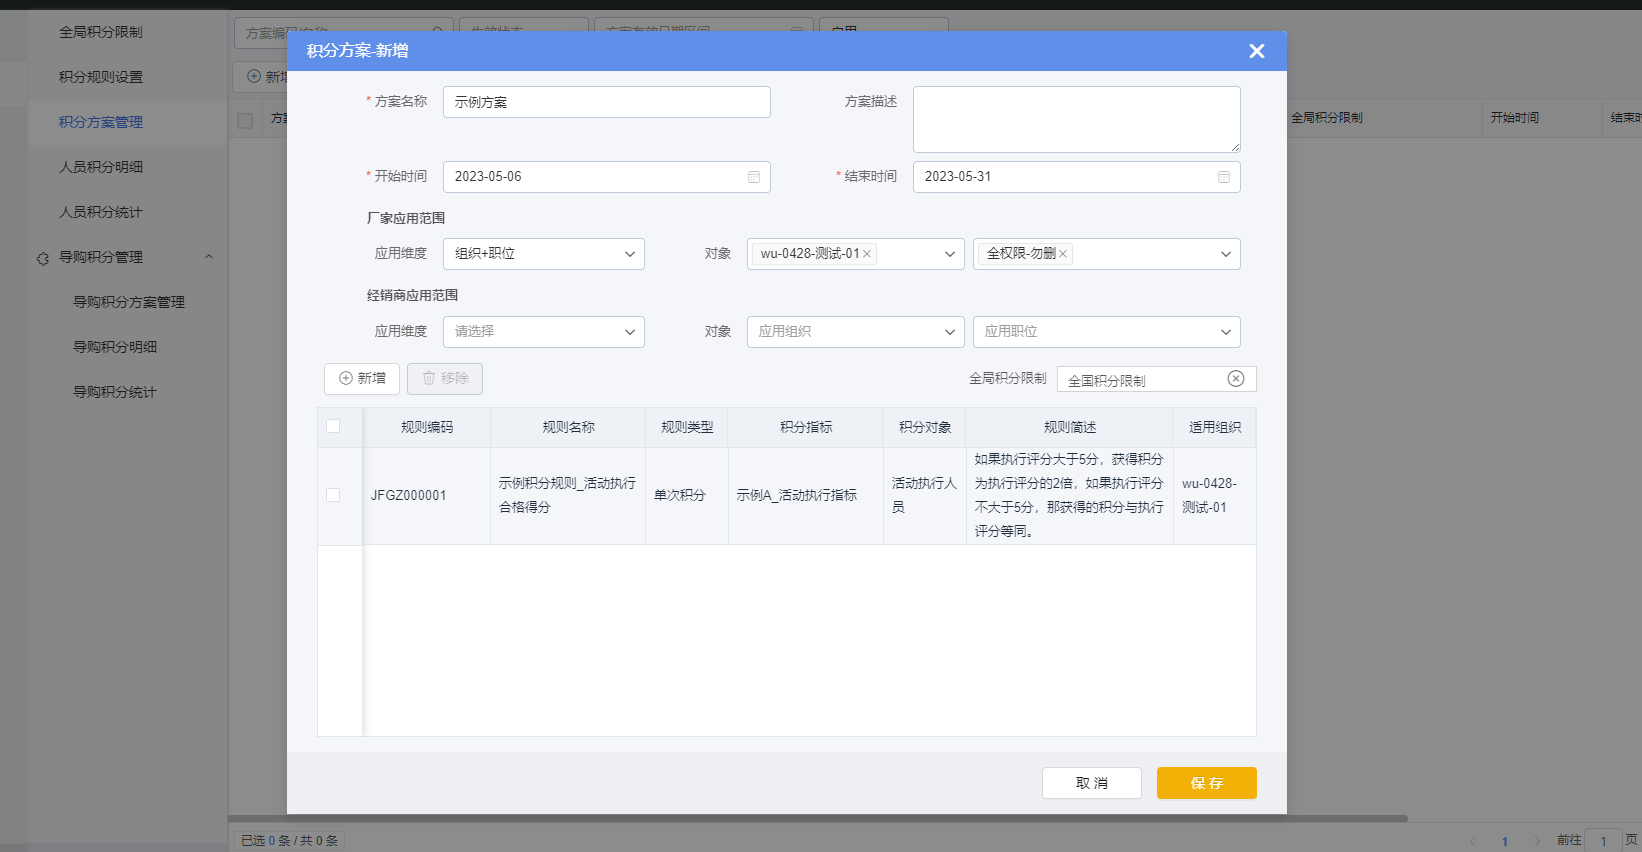 全局积分限制
积分规则设置
积分方案管理
人员积分明细
人员积分统计
导购积分管理
导购积分方案管理
导购积分明细
导购积分统计
积分方案-新增
* 方案名称 示例方案 方案描述
* 开始时间 2023-05-06 * 结束时间 2023-05-31
厂家应用范围
应用维度 组织+职位 对象 wu-0428-测试-01 全权限-勿删
经销商应用范围
应用维度 请选择 对象 应用组织 应用职位
新增 移除 全局积分限制 全国积分限制
规则编码 规则名称 规则类型 积分指标 积分对象 规则简述 适用组织
JFGZ000001
示例积分规则_活动执行
合格得分
单次积分
示例A_活动执行指标
活动执行人
员
如果执行评分大于5分，获得积分
为执行评分的2倍，如果执行评分
不大于5分，那获得的积分与执行
评分等同。
wu-0428-
测试-01
取消 保存
全局积分限制 开始时间
已选 0 条 / 共 0 条
1 前往 1 页